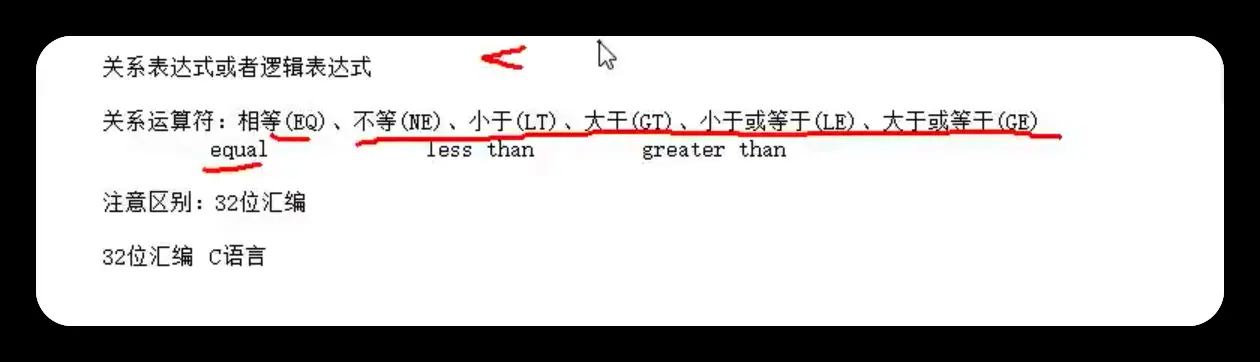 关系表达式或者逻辑表达式
关系运算符：相等(EQ)、不等(NE)、小于(LT)、大于(GT)、小于或等于(LE)、大于或等于(GE)
equal less than greater than
注意区别：32位汇编
32位汇编 C语言